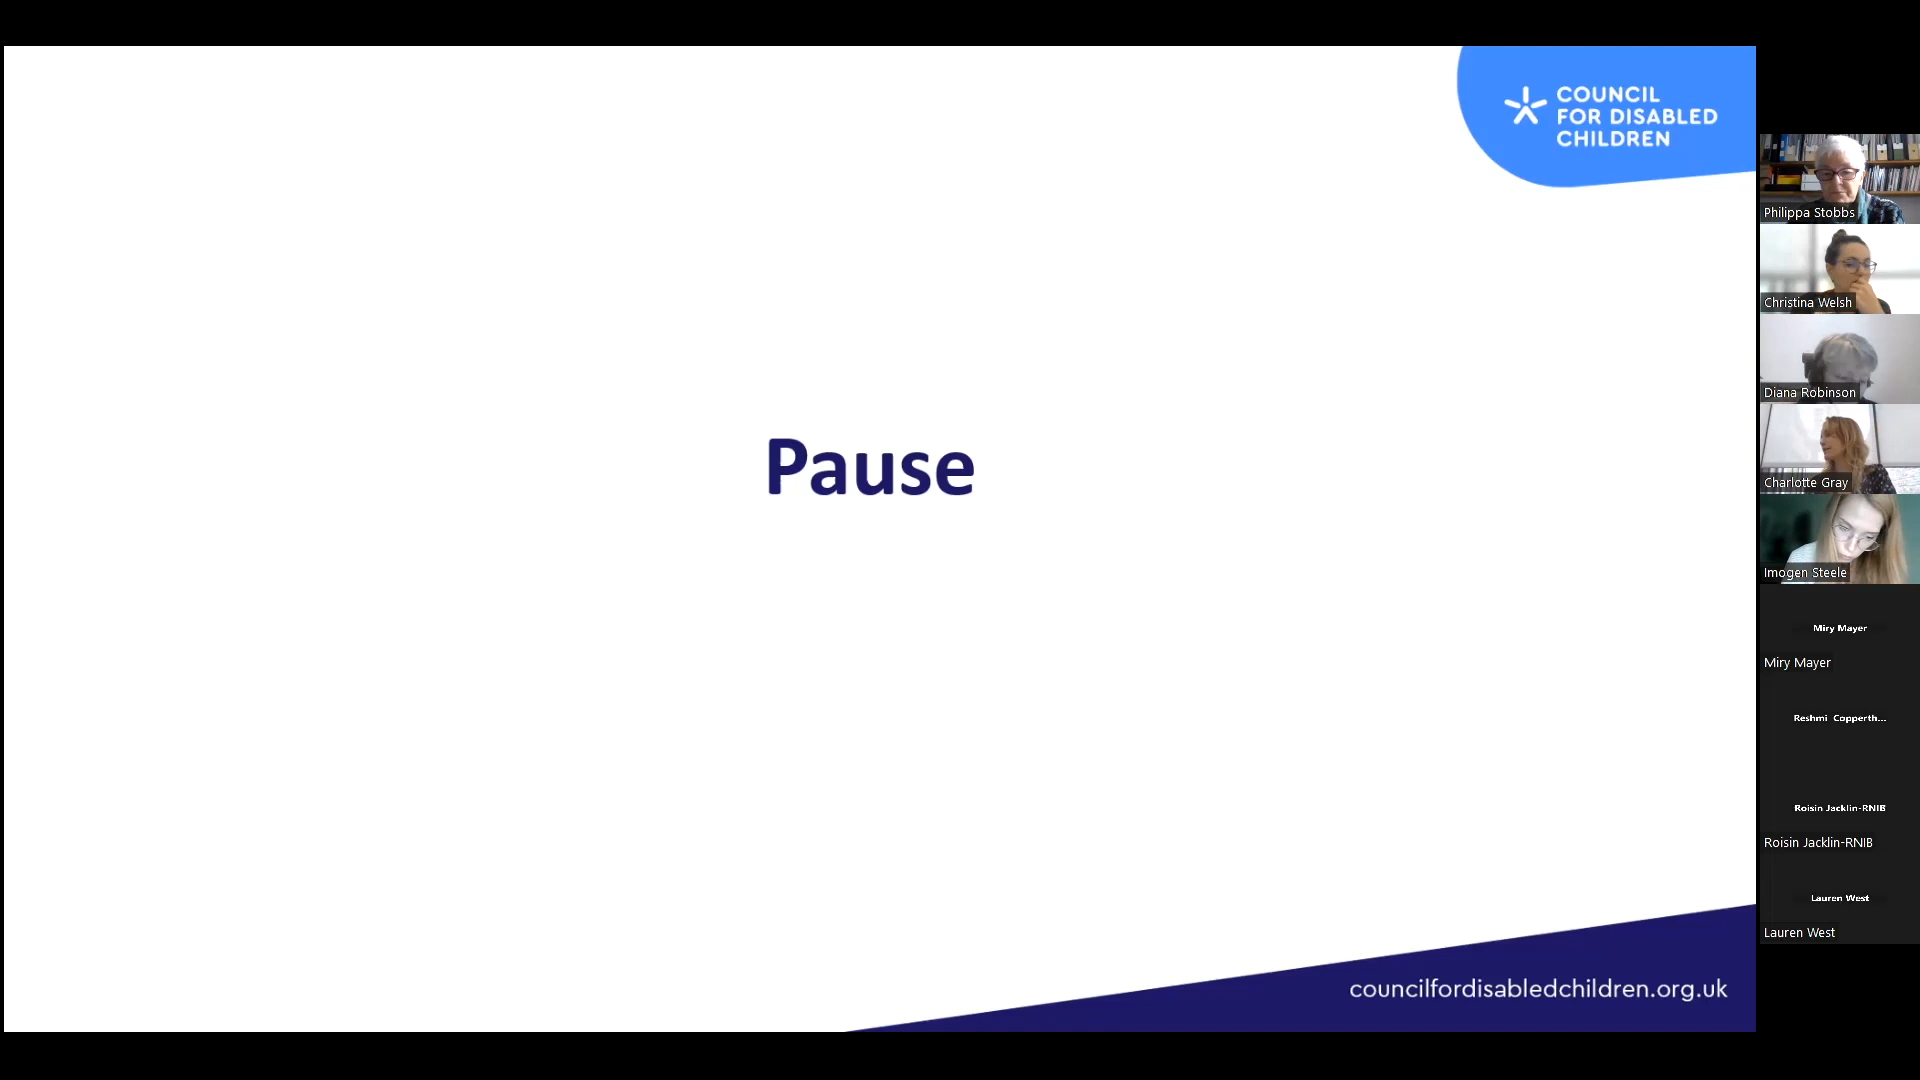 COUNCIL
FOR DISABLED
CHILDREN
Pause
councilfordisabledchildren.org.uk
Philippa Stobbs
Christina Welsh
Diana Robinson
Charlotte Gray
Imogen Steele
Miry Mayer
Miry Mayer
Reshmi Copperth...
Roisin Jacklin-RNIB
Roisin Jacklin-RNIB
Lauren West
Lauren West